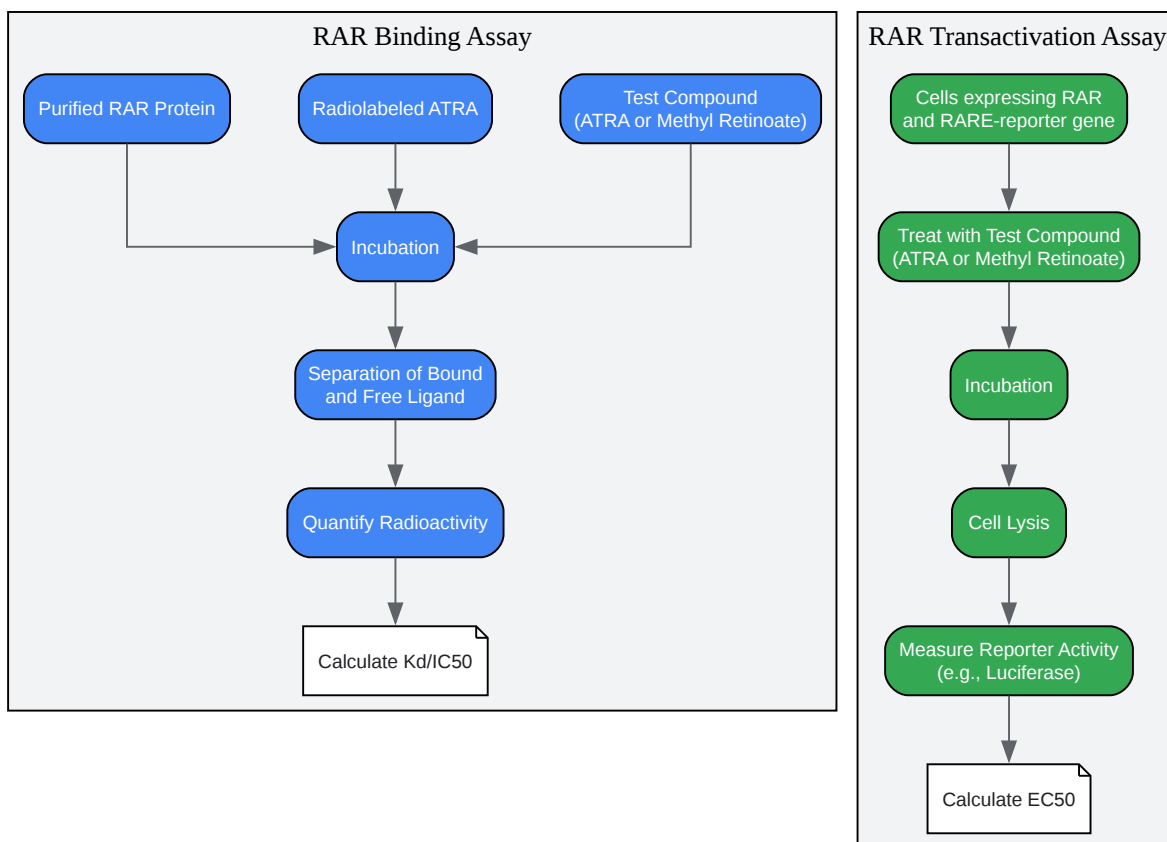 RAR Binding Assay
Purified RAR Protein
Radiolabeled ATRA
Test Compound
(ATRA or Methyl Retinoate)
Incubation
Separation of Bound
and Free Ligand
Quantify Radioactivity
Calculate Kd/IC50
RAR Transactivation Assay
Cells expressing RAR
and RARE-reporter gene
Treat with Test Compound
(ATRA or Methyl Retinoate)
Incubation
Cell Lysis
Measure Reporter Activity
(e.g., Luciferase)
Calculate EC50